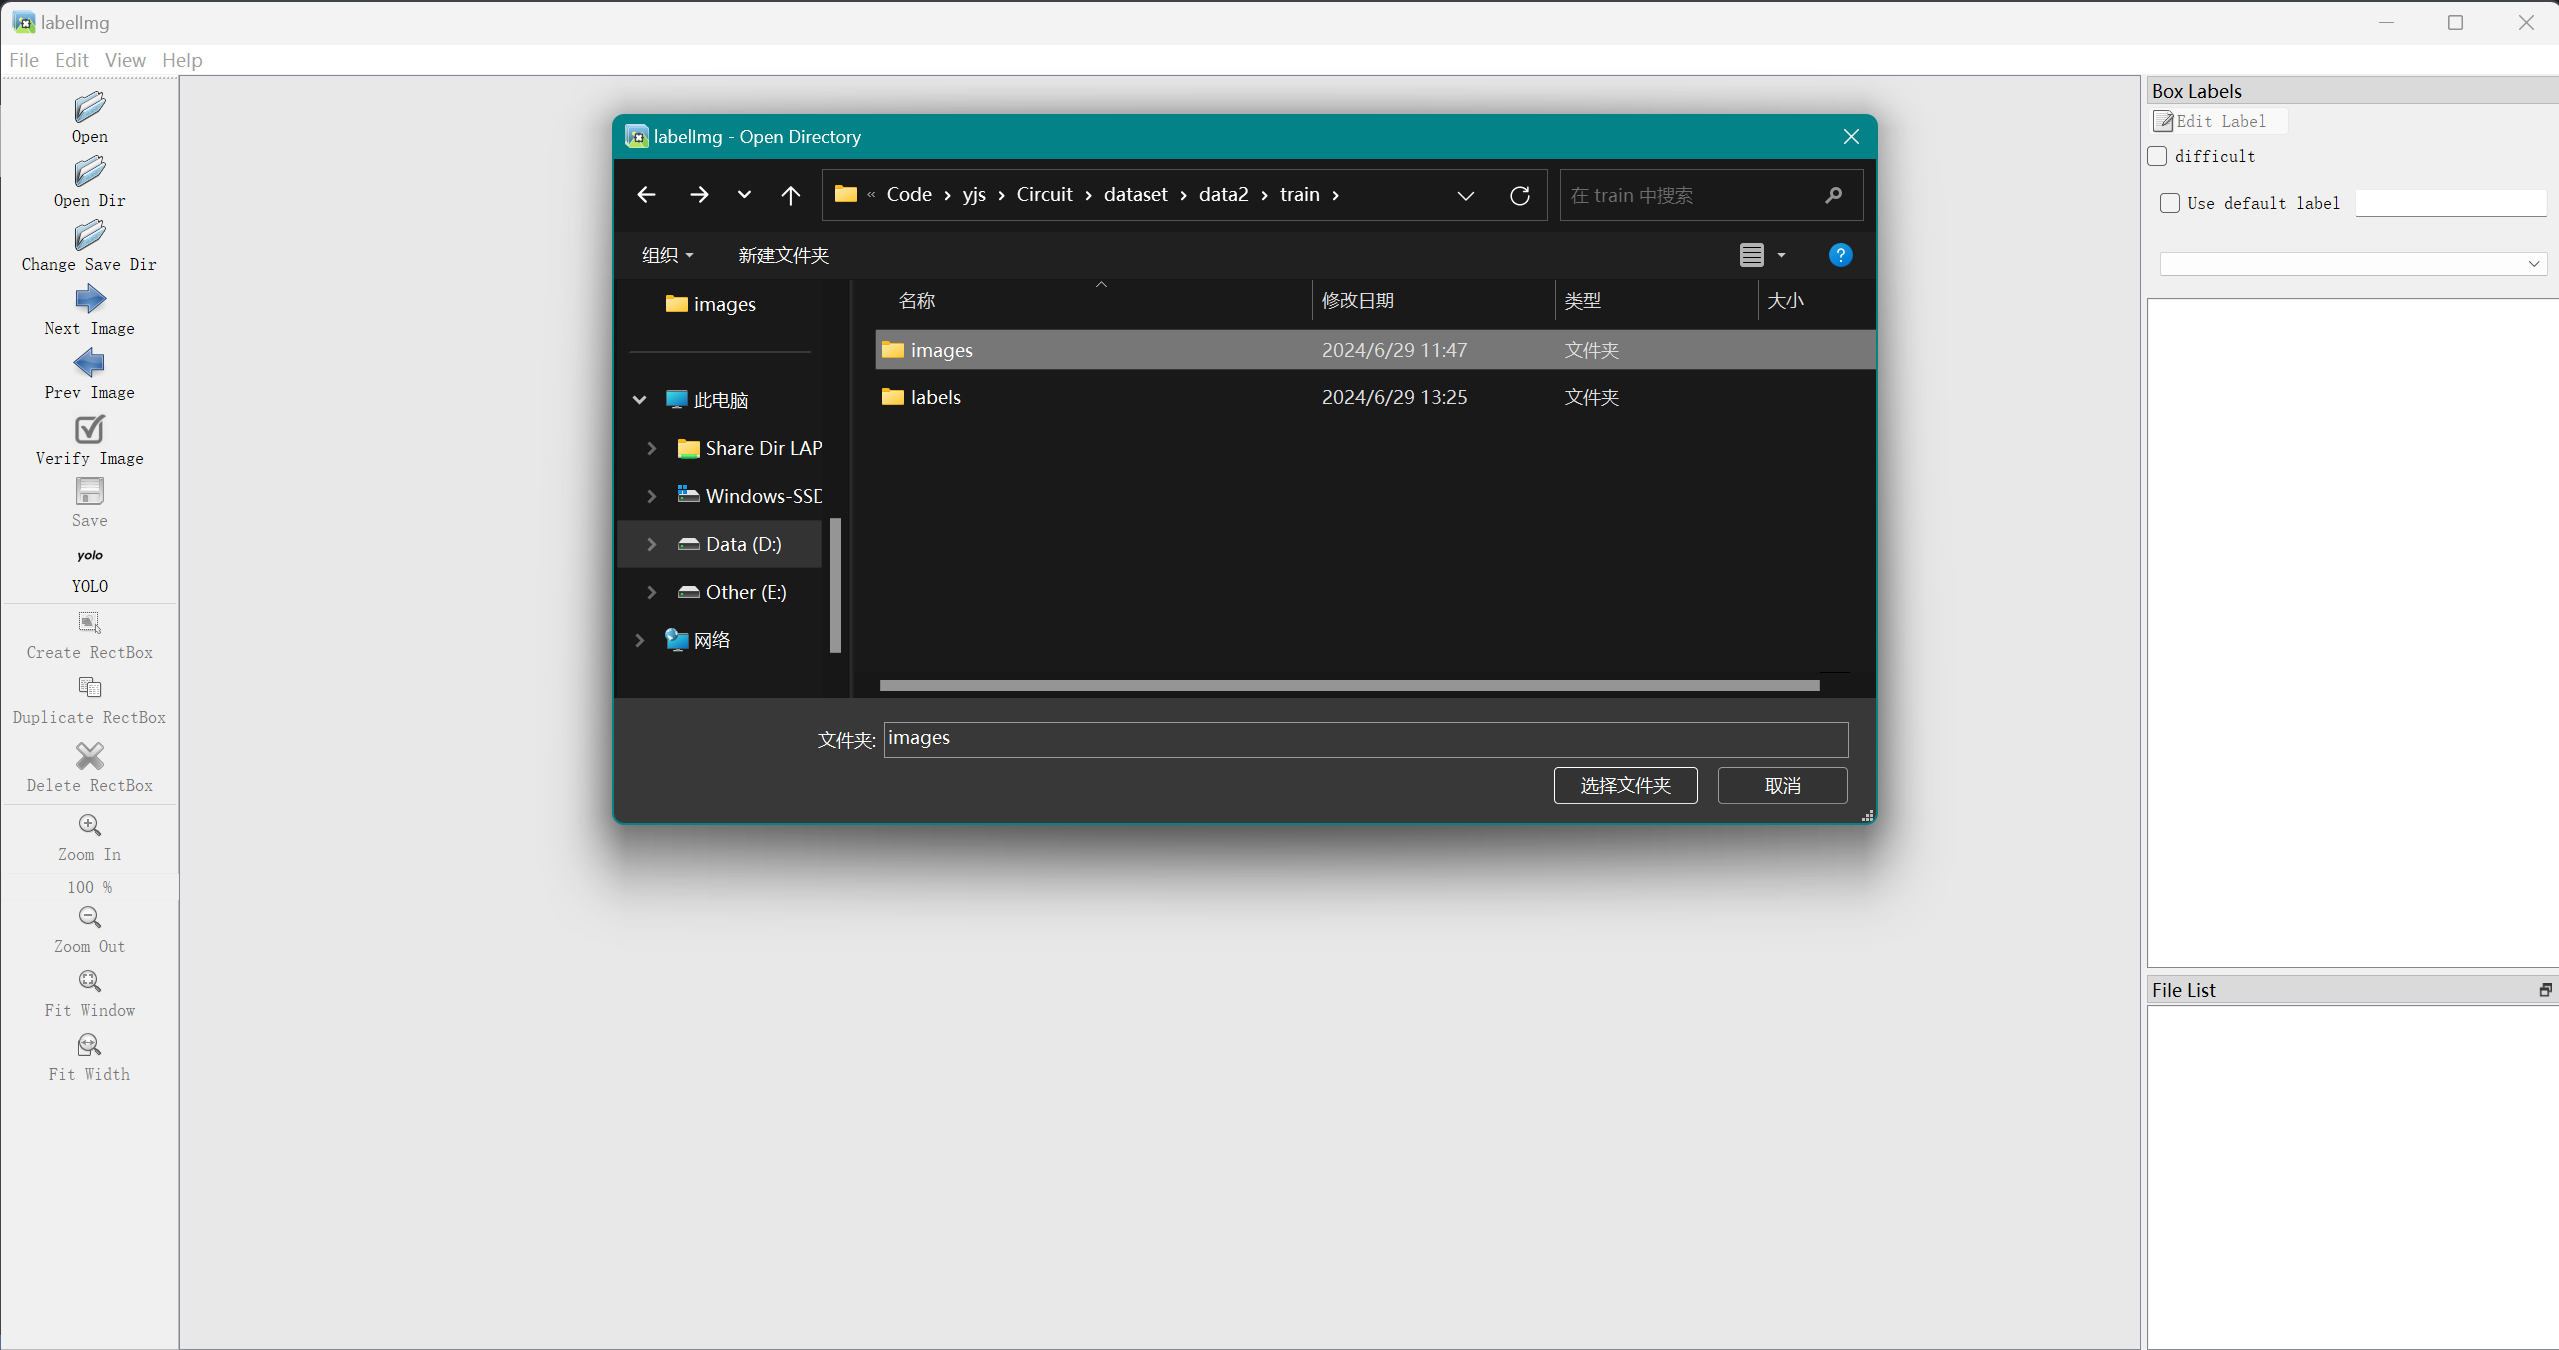 labelImg
File Edit View Help
Open
Open Dir
Change Save Dir
Next Image
Prev Image
Verify Image
Save
yolo
YOLO
Create RectBox
Duplicate RectBox
Delete RectBox
Zoom In
100 %
Zoom Out
Fit Window
Fit Width
labelImg - Open Directory
« Code › yjs › Circuit › dataset › data2 › train ›
在 train 中搜索
组织 新建文件夹
?
images
此电脑
Share Dir LAP
Windows-SSD
Data (D:)
Other (E:)
网络
名称 修改日期 类型 大小
images 2024/6/29 11:47 文件夹
labels 2024/6/29 13:25 文件夹
文件夹: images
选择文件夹 取消
Box Labels
Edit Label
difficult
Use default label
File List